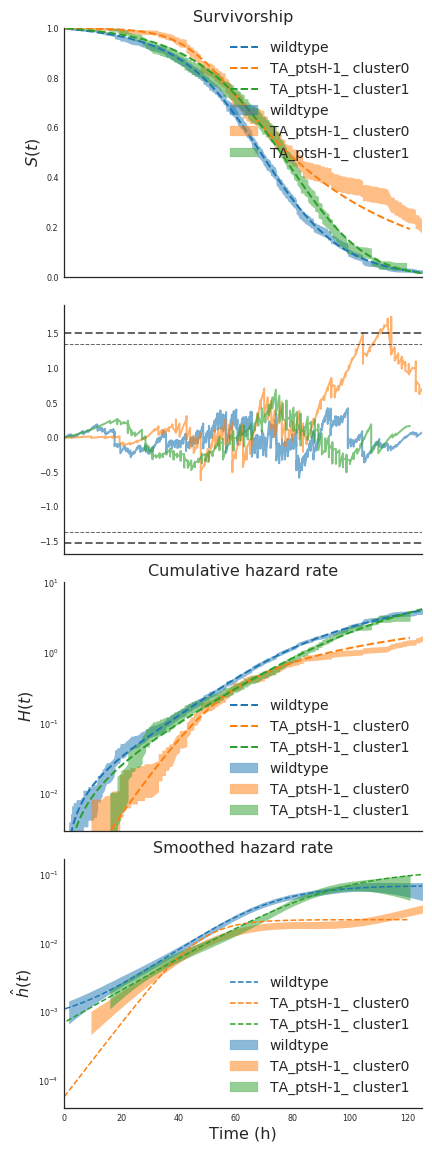 Survivorship
1.0
0.8
0.6
0.4
0.2
0.0
S(t)
wildtype
TA_ptsH-1_ cluster0
TA_ptsH-1_ cluster1
wildtype
TA_ptsH-1_ cluster0
TA_ptsH-1_ cluster1
1.5
1.0
0.5
0.0
−0.5
−1.0
−1.5
Cumulative hazard rate
10¹
10⁰
10⁻¹
10⁻²
H(t)
wildtype
TA_ptsH-1_ cluster0
TA_ptsH-1_ cluster1
wildtype
TA_ptsH-1_ cluster0
TA_ptsH-1_ cluster1
Smoothed hazard rate
10⁻¹
10⁻²
10⁻³
10⁻⁴
ĥ(t)
wildtype
TA_ptsH-1_ cluster0
TA_ptsH-1_ cluster1
wildtype
TA_ptsH-1_ cluster0
TA_ptsH-1_ cluster1
0 20 40 60 80 100 120
Time (h)